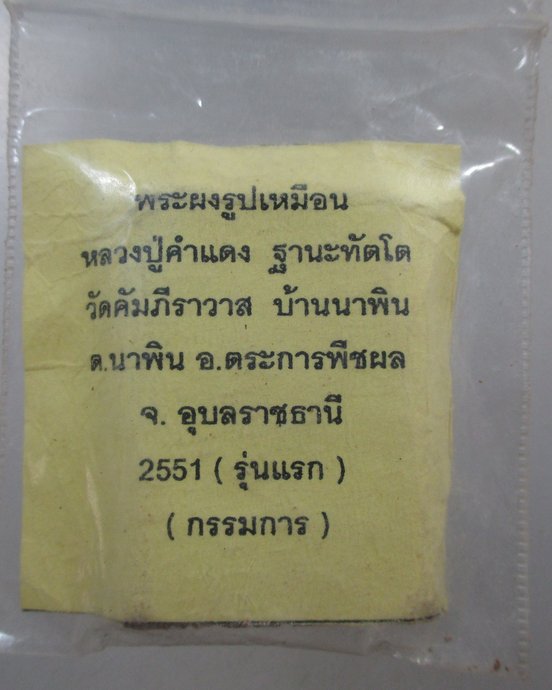 พระผงรูปเหมือน
หลวงปู่คำแดง ฐานะทัตโต
วัดคัมภีราวาส บ้านนาพิน
ต.นาพิน อ.ตระการพืชผล
จ. อุบลราชธานี
2551 ( รุ่นแรก )
( กรรมการ )